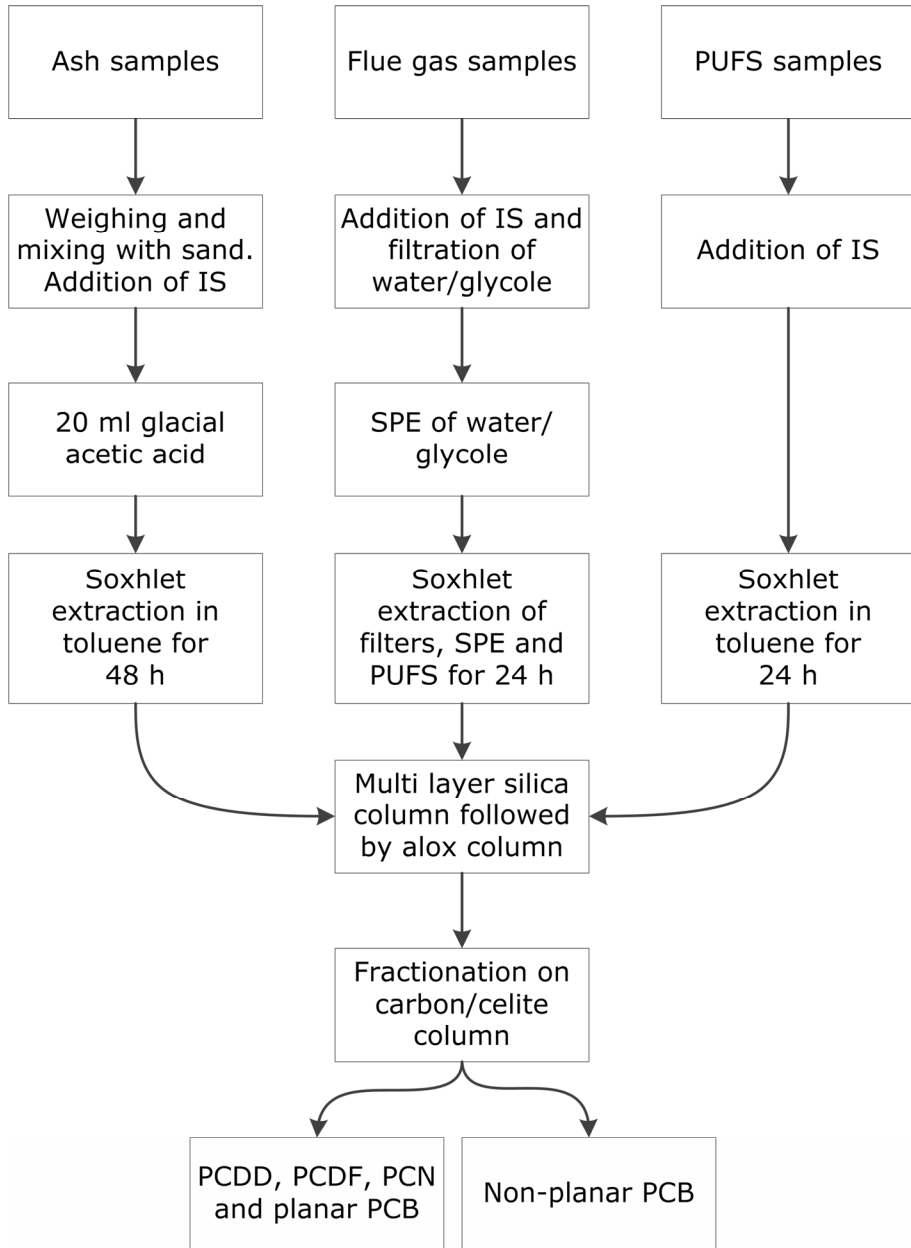 Ash samples
Flue gas samples
PUFS samples
Weighing and
mixing with sand.
Addition of IS
Addition of IS and
filtration of
water/glycole
Addition of IS
20 ml glacial
acetic acid
SPE of water/
glycole
Soxhlet
extraction in
toluene for
48 h
Soxhlet
extraction of
filters, SPE and
PUFS for 24 h
Soxhlet
extraction in
toluene for
24 h
Multi layer silica
column followed
by alox column
Fractionation on
carbon/celite
column
PCDD, PCDF, PCN
and planar PCB
Non-planar PCB